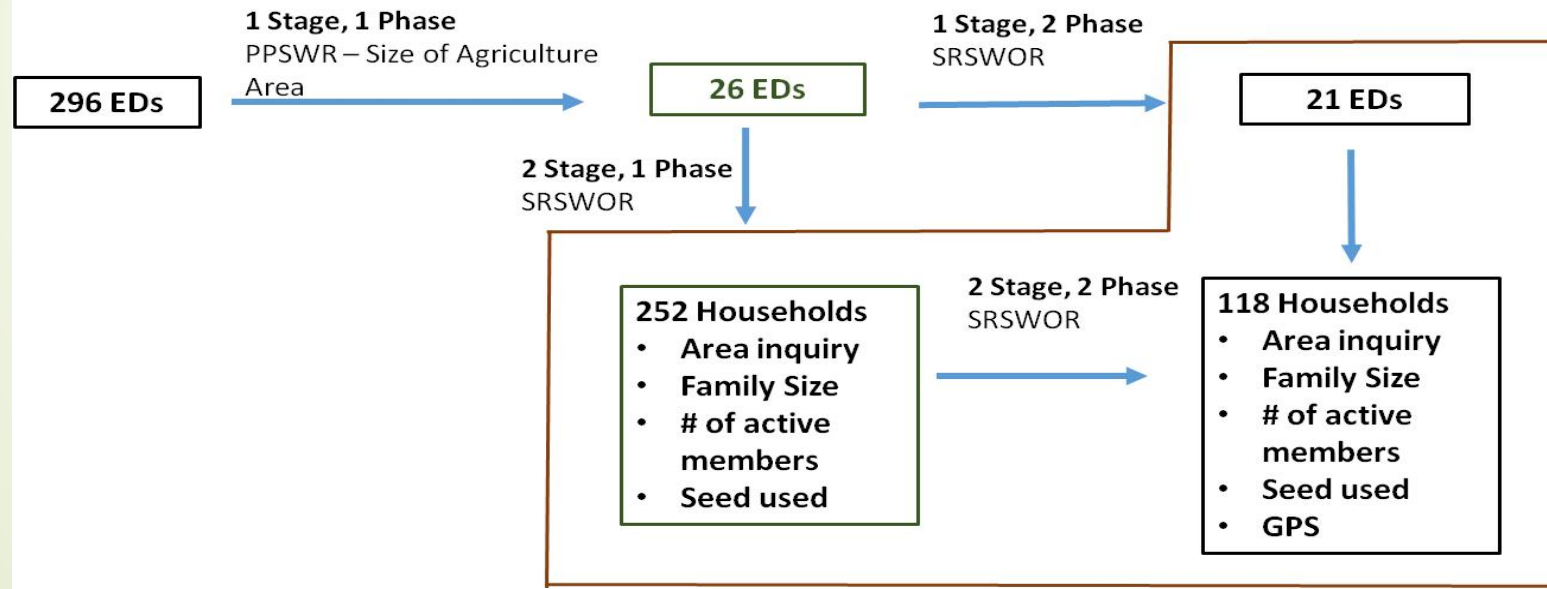 1 Stage, 1 Phase
PPSWR – Size of Agriculture
Area
296 EDs
26 EDs
1 Stage, 2 Phase
SRSWOR
21 EDs
2 Stage, 1 Phase
SRSWOR
252 Households
• Area inquiry
• Family Size
• # of active
members
• Seed used
2 Stage, 2 Phase
SRSWOR
118 Households
• Area inquiry
• Family Size
• # of active
members
• Seed used
• GPS